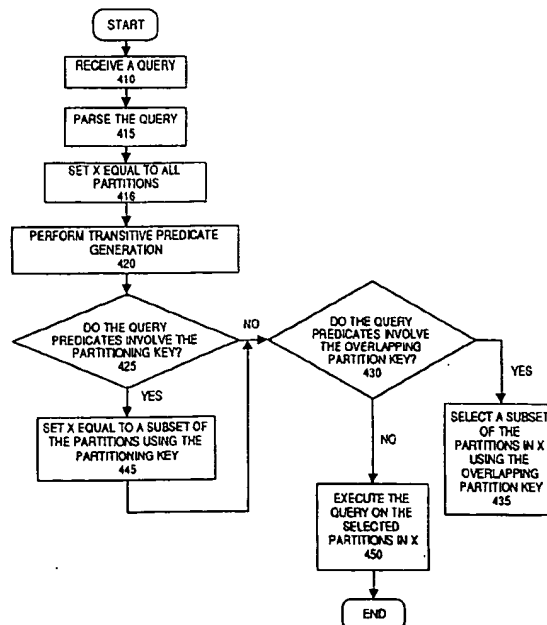 START
RECEIVE A QUERY
410
PARSE THE QUERY
415
SET X EQUAL TO ALL
PARTITIONS
416
PERFORM TRANSITIVE PREDICATE
GENERATION
420
DO THE QUERY
PREDICATES INVOLVE THE
PARTITIONING KEY?
425
NO
YES
SET X EQUAL TO A SUBSET OF
THE PARTITIONS USING THE
PARTITIONING KEY
445
DO THE QUERY
PREDICATES INVOLVE
THE OVERLAPPING
PARTITION KEY?
430
YES
SELECT A SUBSET
OF THE
PARTITIONS IN X
USING THE
OVERLAPPING
PARTITION KEY
435
NO
EXECUTE THE
QUERY ON THE
SELECTED
PARTITIONS IN X
450
END